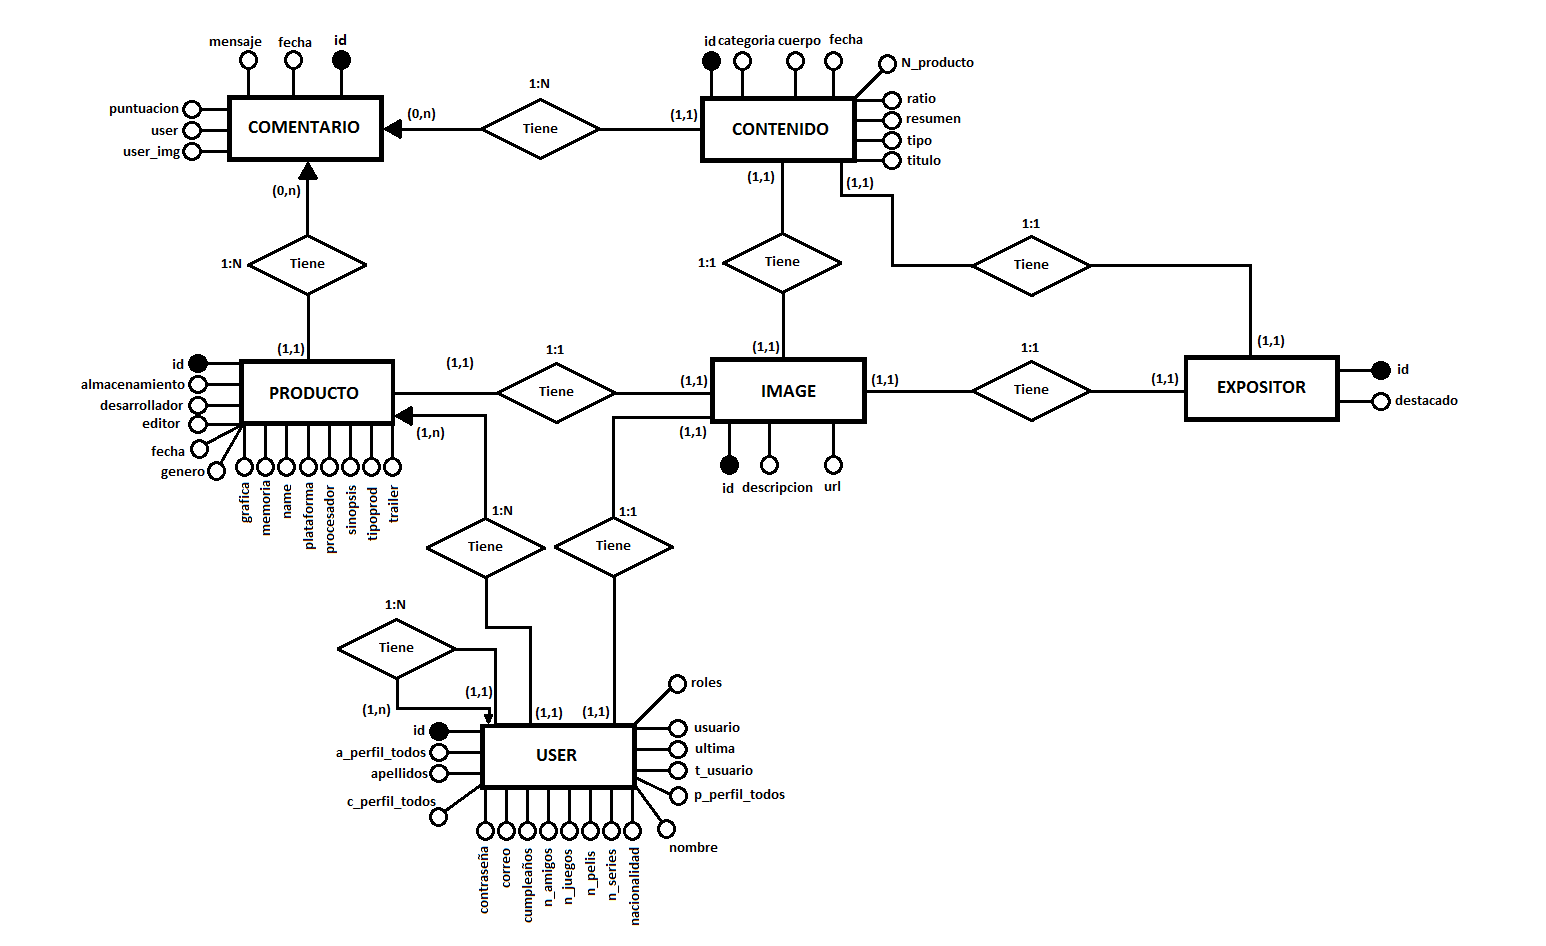 mensaje
fecha
id
puntuacion
user
user_img
COMENTARIO
(0,n)
1:N
Tiene
(1,1)
id
categoria
cuerpo
fecha
N_producto
CONTENIDO
ratio
resumen
tipo
titulo
(0,n)
1:N
Tiene
(1,1)
(1,1)
1:1
Tiene
(1,1)
(1,1)
1:1
Tiene
(1,1)
id
almacenamiento
desarrollador
editor
fecha
genero
PRODUCTO
grafica
memoria
name
plataforma
procesador
sinopsis
tipoprod
trailer
(1,1)
1:1
Tiene
(1,1)
IMAGE
id
descripcion
url
(1,1)
1:1
Tiene
(1,1)
EXPOSITOR
id
destacado
(1,n)
1:N
Tiene
(1,1)
(1,1)
1:1
Tiene
(1,1)
1:N
Tiene
(1,n)
(1,1)
USER
id
a_perfil_todos
apellidos
c_perfil_todos
contraseña
correo
cumpleaños
n_amigos
n_juegos
n_pelis
n_series
nacionalidad
roles
usuario
ultima
t_usuario
p_perfil_todos
nombre